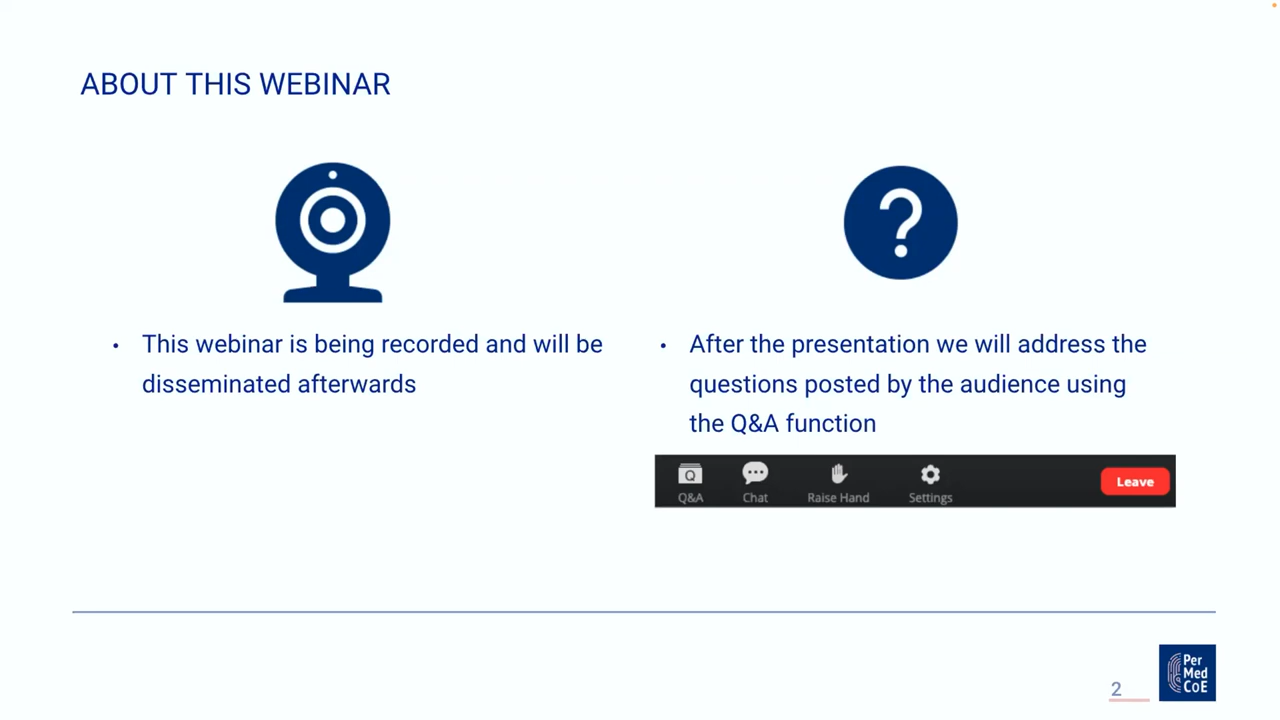 ABOUT THIS WEBINAR
?
• This webinar is being recorded and will be
disseminated afterwards
• After the presentation we will address the
questions posted by the audience using
the Q&A function
Q
Q&A Chat Raise Hand Settings Leave
2
Per
Med
CoE